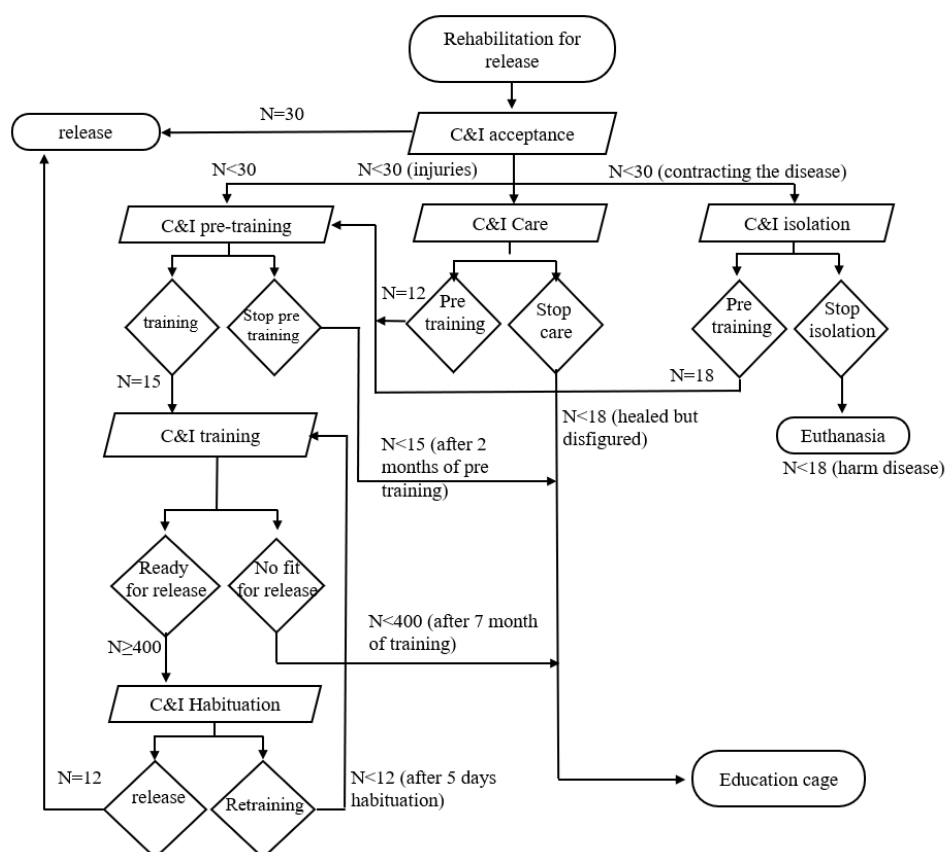 Rehabilitation for
release
N=30
release
C&I acceptance
N<30
N<30 (injuries)
N<30 (contracting the disease)
C&I pre-training
C&I Care
C&I isolation
training
Stop pre
training
N=12
Pre
training
Stop
care
Pre
training
Stop
isolation
N=15
N=18
C&I training
N<15 (after 2
months of pre
training)
N<18 (healed but
disfigured)
Euthanasia
N<18 (harm disease)
Ready
for release
No fit
for release
N≥400
N<400 (after 7 month
of training)
C&I Habituation
N=12
release
Retraining
N<12 (after 5 days
habituation)
Education cage